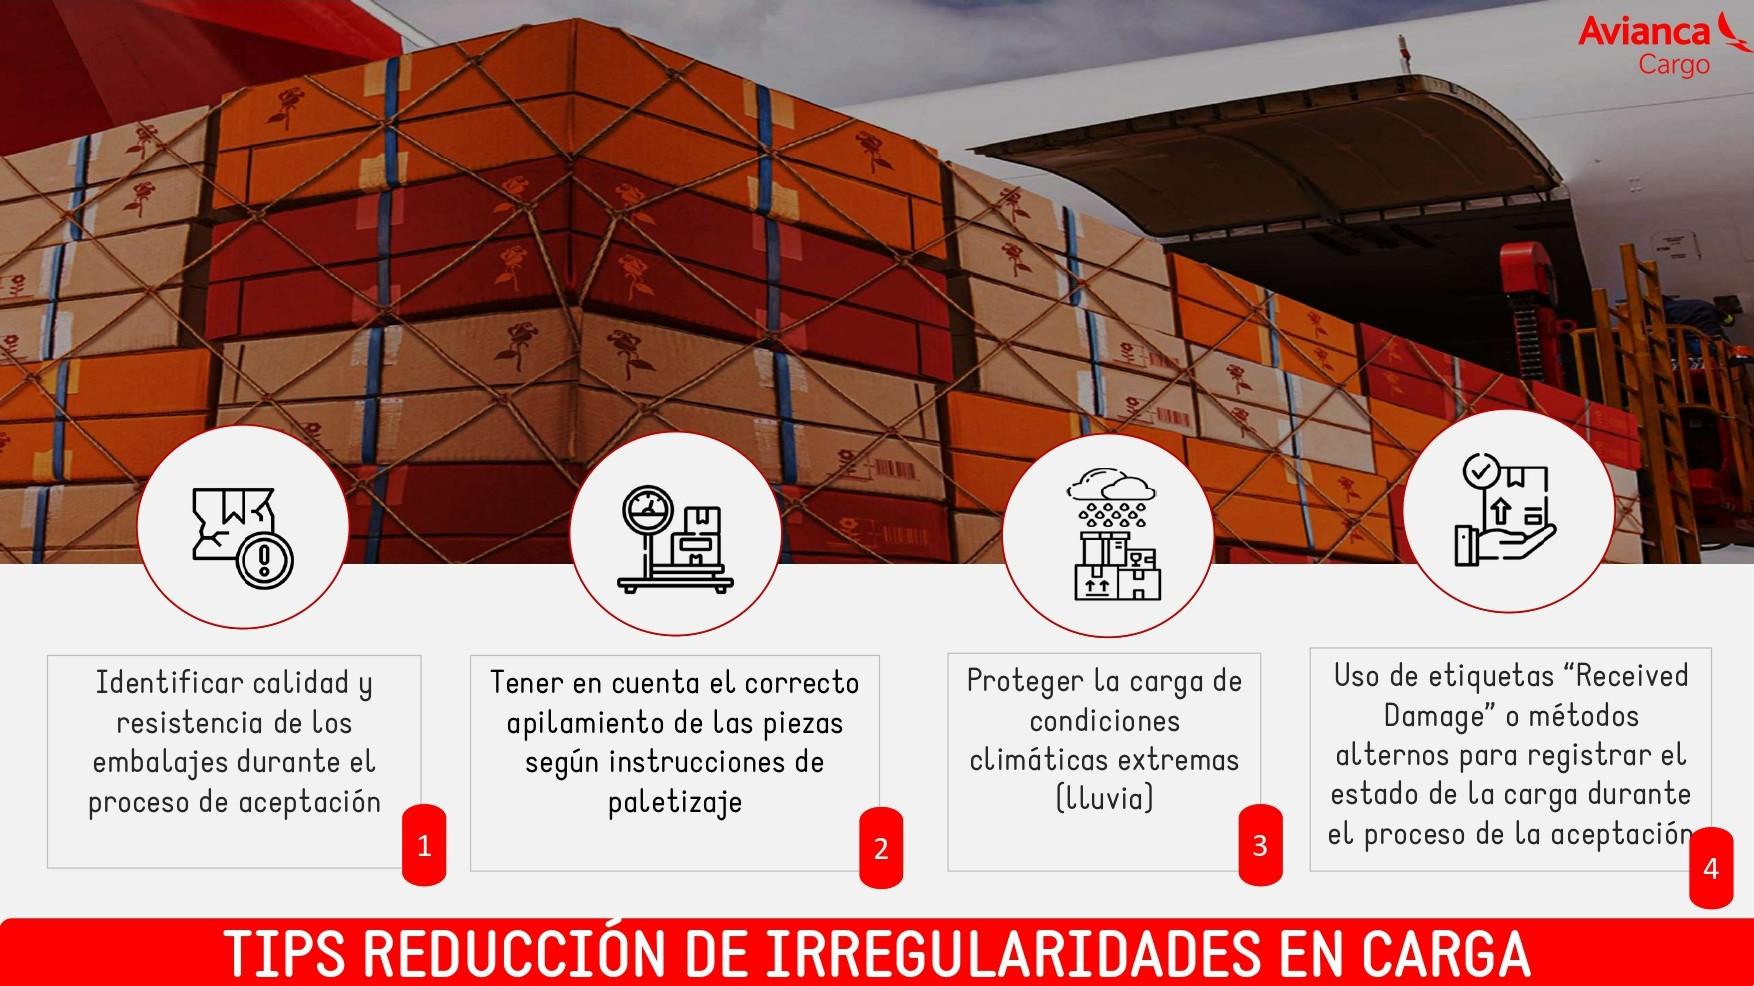 Avianca
Cargo
Identificar calidad y
resistencia de los
embalajes durante el
proceso de aceptación
1
Tener en cuenta el correcto
apilamiento de las piezas
según instrucciones de
paletizaje
2
Proteger la carga de
condiciones
climáticas extremas
(lluvia)
3
Uso de etiquetas “Received
Damage” o métodos
alternos para registrar el
estado de la carga durante
el proceso de la aceptación
4
TIPS REDUCCIÓN DE IRREGULARIDADES EN CARGA